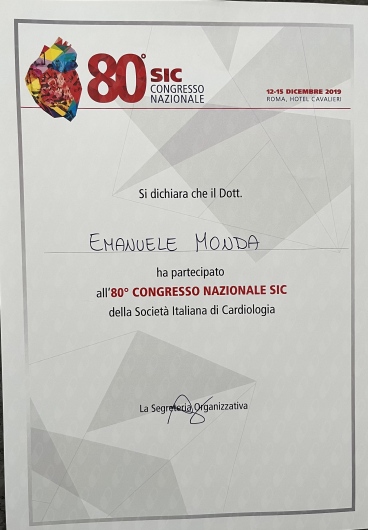 80° SIC
CONGRESSO
NAZIONALE
12-15 DICEMBRE 2019
ROMA, HOTEL CAVALIERI
Si dichiara che il Dott.
EMANUELE MONDA
ha partecipato
all'80° CONGRESSO NAZIONALE SIC
della Società Italiana di Cardiologia
La Segreteria Organizzativa